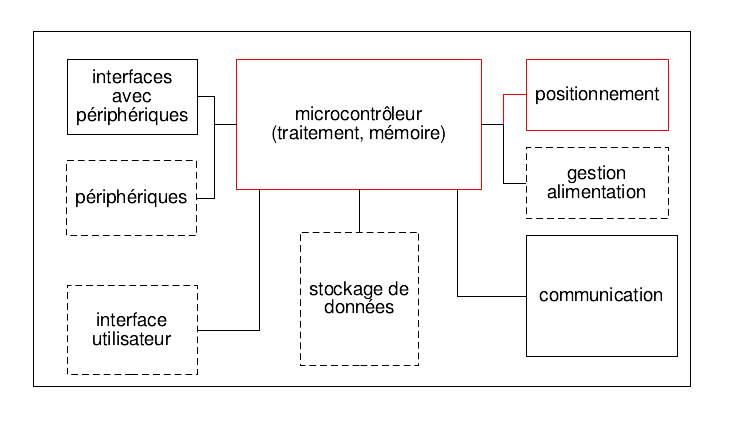 interfaces
avec
périphériques
microcontrôleur
(traitement, mémoire)
positionnement
périphériques
gestion
alimentation
interface
utilisateur
stockage de
données
communication